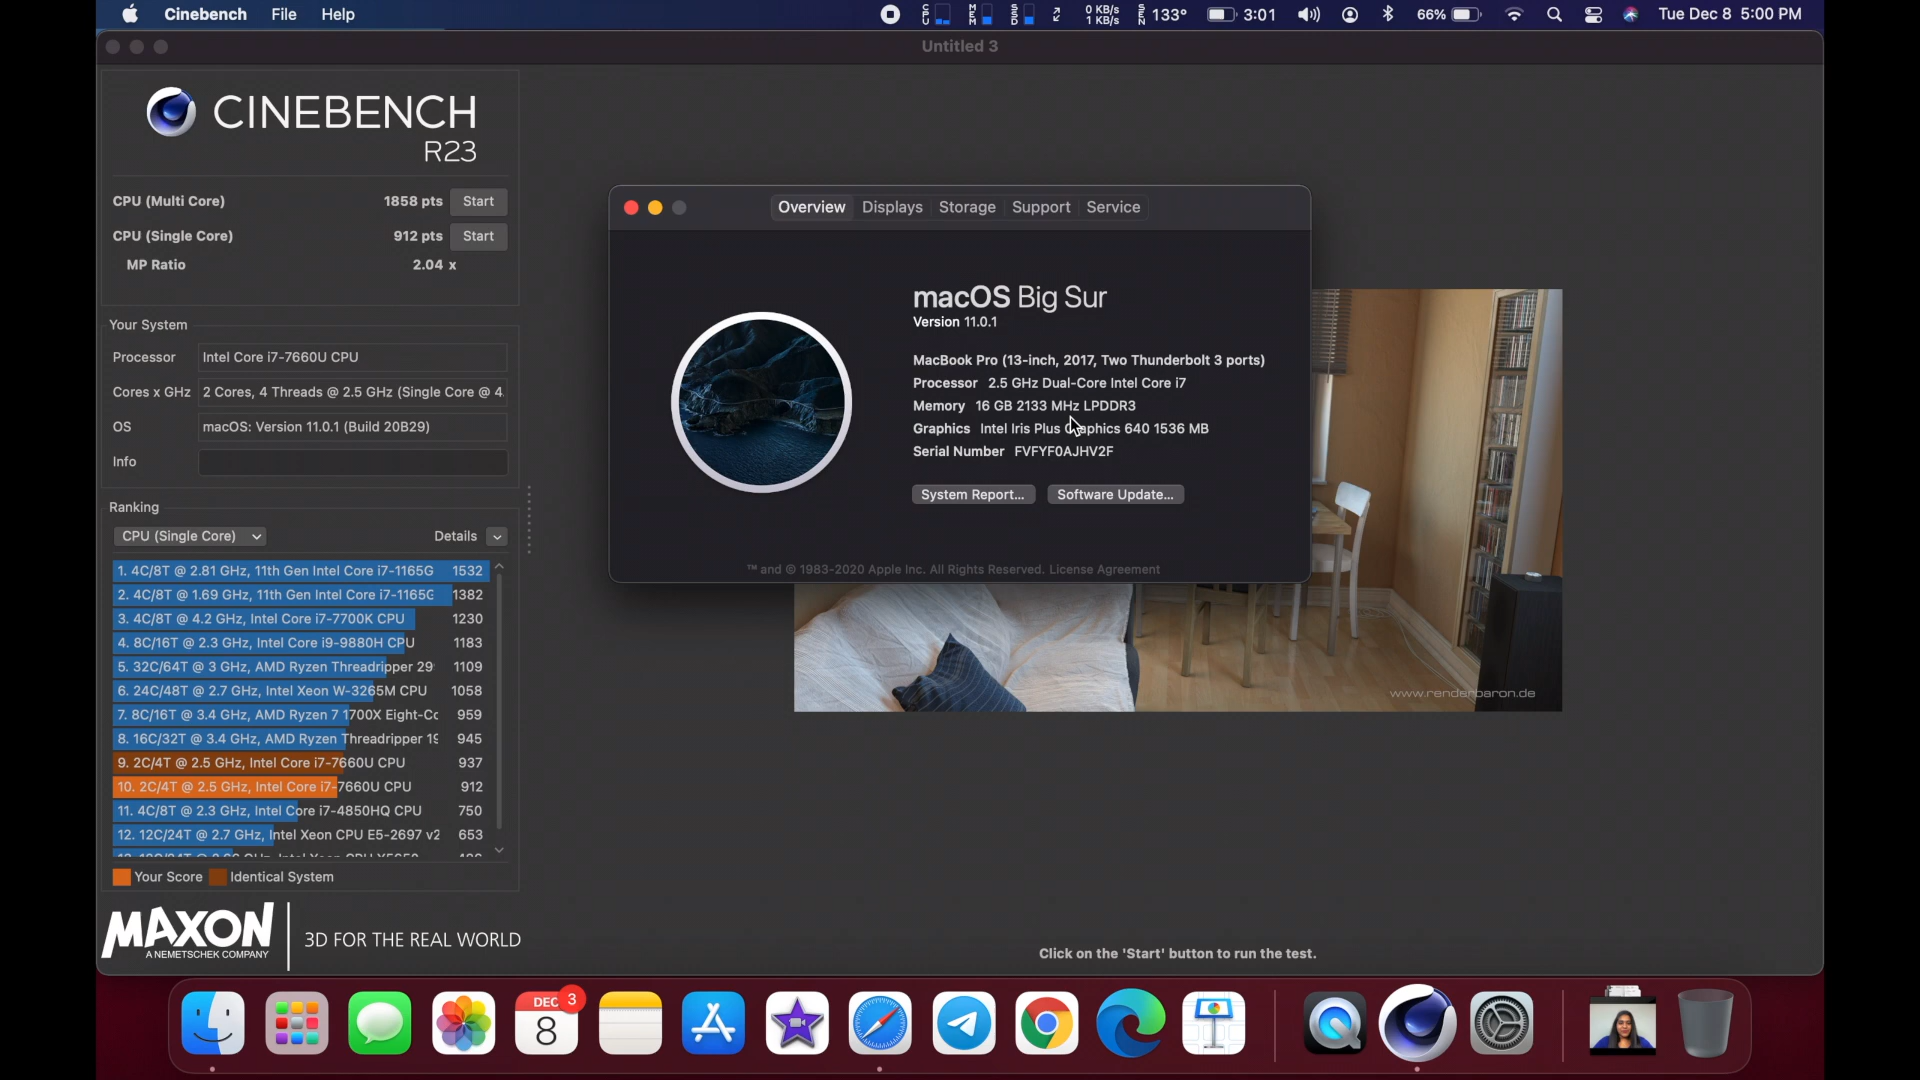 Cinebench File Help
CPU MEM SSD 0 KB/s 1 KB/s SEN 133° 3:01 66% Tue Dec 8 5:00 PM
Untitled 3
CINEBENCH
R23
CPU (Multi Core) 1858 pts Start
CPU (Single Core) 912 pts Start
MP Ratio 2.04 x
Your System
Processor Intel Core i7-7660U CPU
Cores x GHz 2 Cores, 4 Threads @ 2.5 GHz (Single Core @ 4.
OS macOS: Version 11.0.1 (Build 20B29)
Info
Ranking
CPU (Single Core) Details
1. 4C/8T @ 2.81 GHz, 11th Gen Intel Core i7-1165G 1532
2. 4C/8T @ 1.69 GHz, 11th Gen Intel Core i7-1165G 1382
3. 4C/8T @ 4.2 GHz, Intel Core i7-7700K CPU 1230
4. 8C/16T @ 2.3 GHz, Intel Core i9-9880H CPU 1183
5. 32C/64T @ 3 GHz, AMD Ryzen Threadripper 29 1109
6. 24C/48T @ 2.7 GHz, Intel Xeon W-3265M CPU 1058
7. 8C/16T @ 3.4 GHz, AMD Ryzen 7 1700X Eight-Co 959
8. 16C/32T @ 3.4 GHz, AMD Ryzen Threadripper 19 945
9. 2C/4T @ 2.5 GHz, Intel Core i7-7660U CPU 937
10. 2C/4T @ 2.5 GHz, Intel Core i7-7660U CPU 912
11. 4C/8T @ 2.3 GHz, Intel Core i7-4850HQ CPU 750
12. 12C/24T @ 2.7 GHz, Intel Xeon CPU E5-2697 v2 653
Your Score Identical System
MAXON
A NEMETSCHEK COMPANY
3D FOR THE REAL WORLD
Overview Displays Storage Support Service
macOS Big Sur
Version 11.0.1
MacBook Pro (13-inch, 2017, Two Thunderbolt 3 ports)
Processor 2.5 GHz Dual-Core Intel Core i7
Memory 16 GB 2133 MHz LPDDR3
Graphics Intel Iris Plus Graphics 640 1536 MB
Serial Number FVFYF0AJHV2F
System Report... Software Update...
™ and © 1983-2020 Apple Inc. All Rights Reserved. License Agreement
www.renderbaron.de
Click on the 'Start' button to run the test.
DEC 3
8